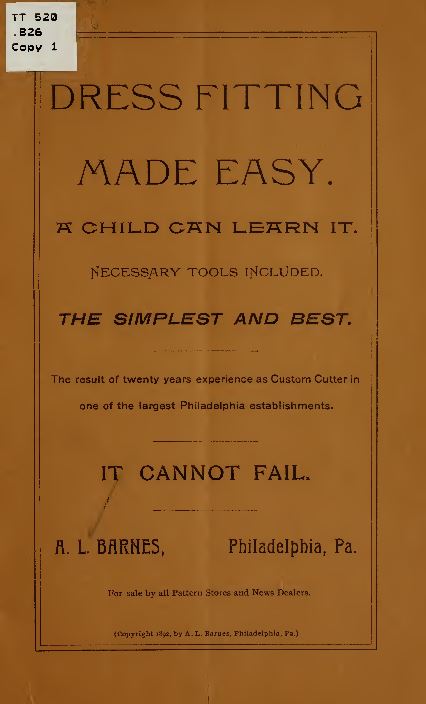 TT 520
.B26
Copy 1
DRESS FITTING
MADE EASY.
A CHILD CAN LEARN IT.
NECESSARY TOOLS INCLUDED.
THE SIMPLEST AND BEST.
The result of twenty years experience as Custom Cutter in
one of the largest Philadelphia establishments.
IT CANNOT FAIL.
A. L. BARNES, Philadelphia, Pa.
For sale by all Pattern Stores and News Dealers.
(Copyright 1892, by A. L. Barnes, Philadelphia, Pa.)